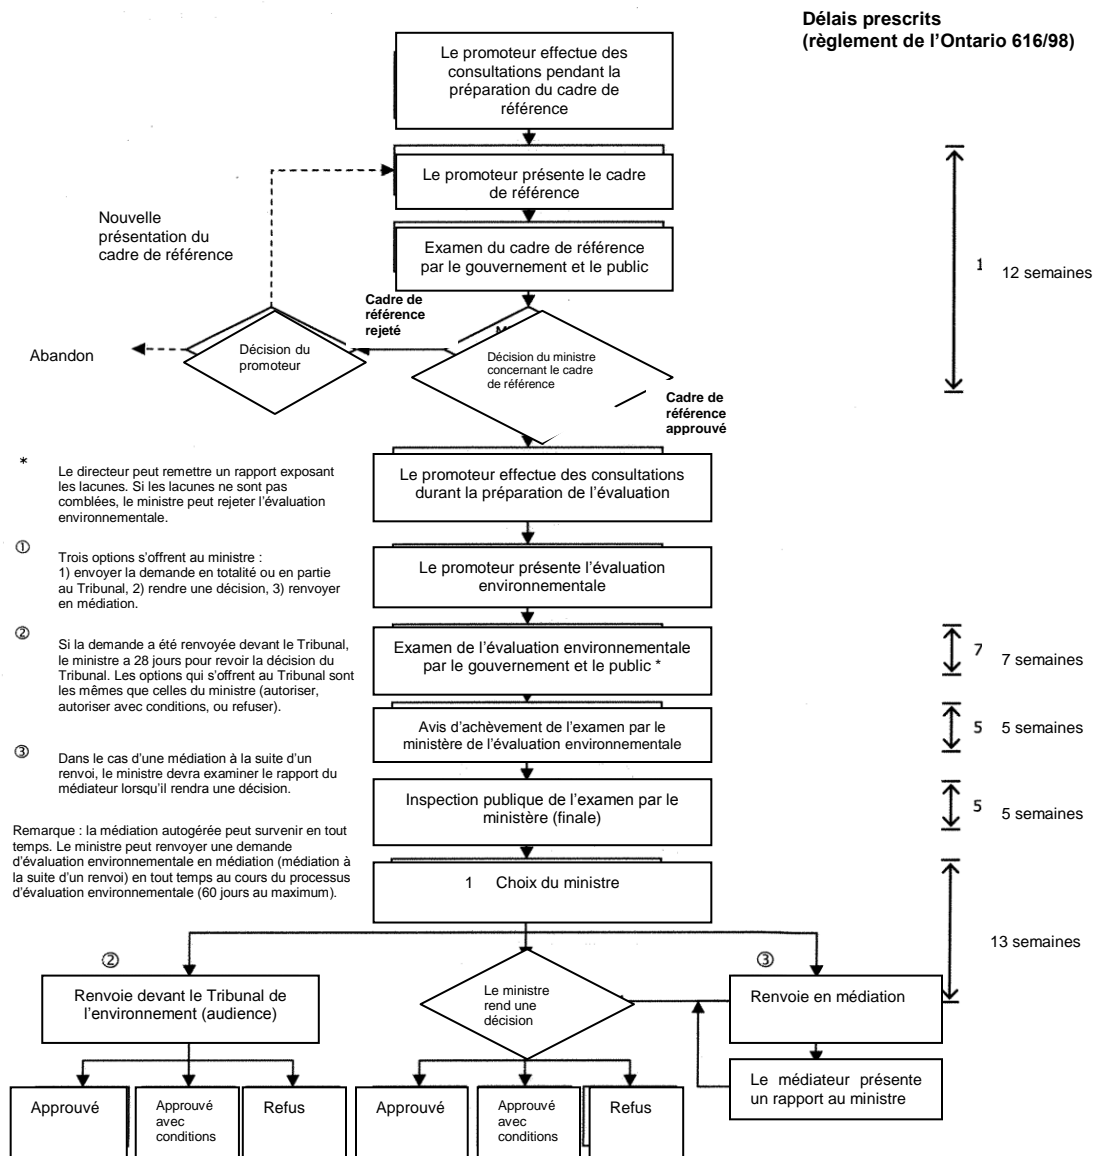 Délais prescrits
(règlement de l’Ontario 616/98)
Le promoteur effectue des
consultations pendant la
préparation du cadre de
référence
Le promoteur présente le cadre
de référence
Nouvelle
présentation du
cadre de référence
Examen du cadre de référence
par le gouvernement et le public
1 12 semaines
Cadre de
référence
rejeté
Abandon
Décision du
promoteur
Décision du ministre
concernant le cadre
de référence
Cadre de
référence
approuvé
* Le directeur peut remettre un rapport exposant
les lacunes. Si les lacunes ne sont pas
comblées, le ministre peut rejeter l’évaluation
environnementale.
① Trois options s’offrent au ministre :
1) envoyer la demande en totalité ou en partie
au Tribunal, 2) rendre une décision, 3) renvoyer
en médiation.
② Si la demande a été renvoyée devant le Tribunal,
le ministre a 28 jours pour revoir la décision du
Tribunal. Les options qui s’offrent au Tribunal sont
les mêmes que celles du ministre (autoriser,
autoriser avec conditions, ou refuser).
③ Dans le cas d’une médiation à la suite d’un
renvoi, le ministre devra examiner le rapport du
médiateur lorsqu’il rendra une décision.
Remarque : la médiation autogérée peut survenir en tout
temps. Le ministre peut renvoyer une demande
d’évaluation environnementale en médiation (médiation à
la suite d’un renvoi) en tout temps au cours du processus
d’évaluation environnementale (60 jours au maximum).
Le promoteur effectue des consultations
durant la préparation de l’évaluation
Le promoteur présente l’évaluation
environnementale
Examen de l’évaluation environnementale
par le gouvernement et le public *
7 7 semaines
Avis d’achèvement de l’examen par le
ministère de l’évaluation environnementale
5 5 semaines
Inspection publique de l’examen par le
ministère (finale)
5 5 semaines
1 Choix du ministre
13 semaines
②
Renvoie devant le Tribunal de
l’environnement (audience)
Le ministre
rend une
décision
③
Renvoie en médiation
Le médiateur présente
un rapport au ministre
Approuvé
Approuvé
avec
conditions
Refus
Approuvé
Approuvé
avec
conditions
Refus